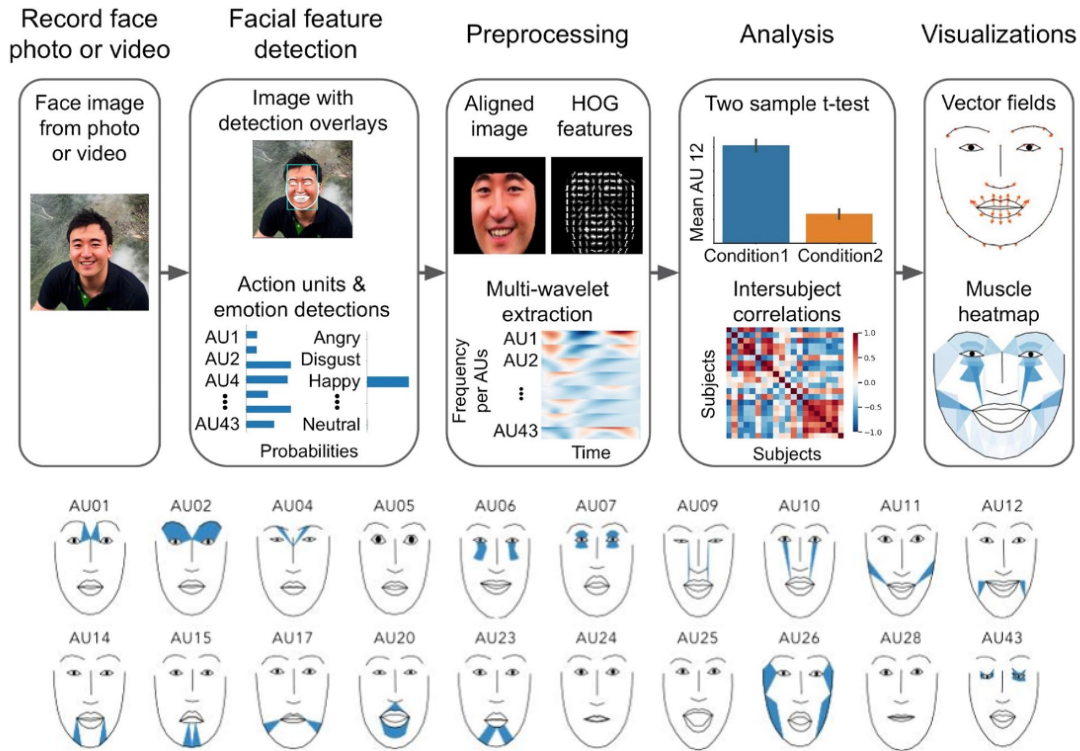 Record face
photo or video
Facial feature
detection
Preprocessing
Analysis
Visualizations
Face image
from photo
or video
Image with
detection overlays
Action units &
emotion detections
AU1
AU2
AU4
AU43
Angry
Disgust
Happy
Neutral
Probabilities
Aligned
image
HOG
features
Multi-wavelet
extraction
Frequency
per AUs
AU1
AU2
AU43
Time
Two sample t-test
Mean AU 12
Condition1 Condition2
Intersubject
correlations
Subjects
1.0
0.5
0.0
−0.5
−1.0
Subjects
Vector fields
Muscle
heatmap
AU01 AU02 AU04 AU05 AU06 AU07 AU09 AU10 AU11 AU12
AU14 AU15 AU17 AU20 AU23 AU24 AU25 AU26 AU28 AU43